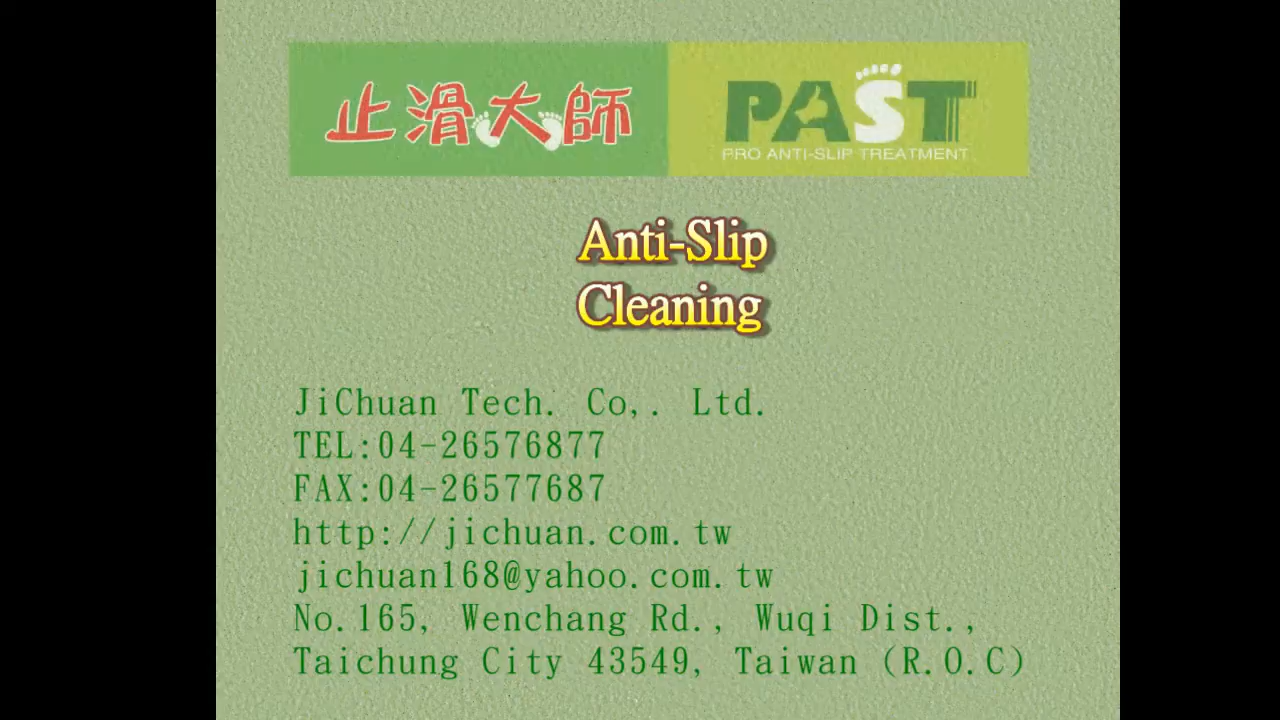 止滑大師
PAST
PRO ANTI-SLIP TREATMENT
Anti-Slip
Cleaning
JiChuan Tech. Co,. Ltd.
TEL:04-26576877
FAX:04-26577687
http://jichuan.com.tw
jichuan168@yahoo.com.tw
No.165, Wenchang Rd., Wuqi Dist.,
Taichung City 43549, Taiwan (R.O.C)